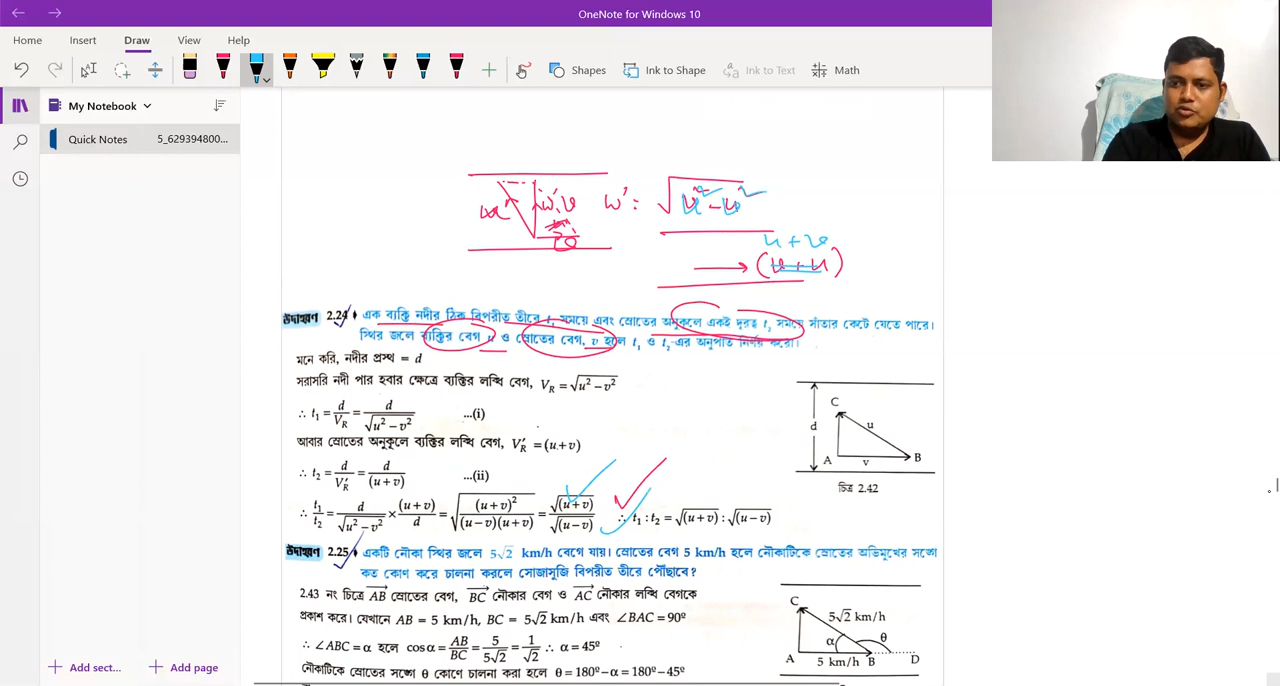 OneNote for Windows 10
Home Insert Draw View Help
Shapes Ink to Shape Ink to Text Math
My Notebook
Quick Notes 5_629394800...
w' : √u²-v²
u + v
উদাহরণ 2.24 এক ব্যক্তি নদীর ঠিক বিপরীত তীরে t₁ সময়ে এবং স্রোতের অনুকূলে একই দূরত্ব t₂ সময়ে সাঁতার কেটে যেতে পারে।
স্থির জলে ব্যক্তির বেগ u ও স্রোতের বেগ, v হলে t₁ ও t₂-এর অনুপাত নির্ণয় করো।
মনে করি, নদীর প্রস্থ = d
সরাসরি নদী পার হবার ক্ষেত্রে ব্যক্তির লব্ধি বেগ, V_R = √u² – v²
∴ t₁ = d/V_R = d/√u² – v² ...(i)
আবার স্রোতের অনুকূলে ব্যক্তির লব্ধি বেগ, V′_R = (u+v)
∴ t₂ = d/V′_R = d/(u+v) ...(ii)
∴ t₁/t₂ = d/√u² – v² × (u+v)/d = √(u+v)²/(u–v)(u+v) = √(u+v)/√(u–v) ∴ t₁ : t₂ = √(u+v) : √(u–v)
C
d
u
A
v
B
চিত্র 2.42
উদাহরণ 2.25 একটি নৌকা স্থির জলে 5√2 km/h বেগে যায়। স্রোতের বেগ 5 km/h হলে নৌকাটিকে স্রোতের অভিমুখের সঙ্গে
কত কোণ করে চালনা করলে সোজাসুজি বিপরীত তীরে পৌঁছাবে?
2.43 নং চিত্রে AB স্রোতের বেগ, BC নৌকার বেগ ও AC নৌকার লব্ধি বেগকে
প্রকাশ করে। যেখানে AB = 5 km/h, BC = 5√2 km/h এবং ∠BAC = 90°
∴ ∠ABC = α হলে cosα = AB/BC = 5/5√2 = 1/√2 ∴ α = 45°
নৌকাটিকে স্রোতের সঙ্গে θ কোণে চালনা করা হলে θ = 180° – α = 180° – 45°
C
5√2 km/h
α
θ
A 5 km/h B D
Add sect... Add page